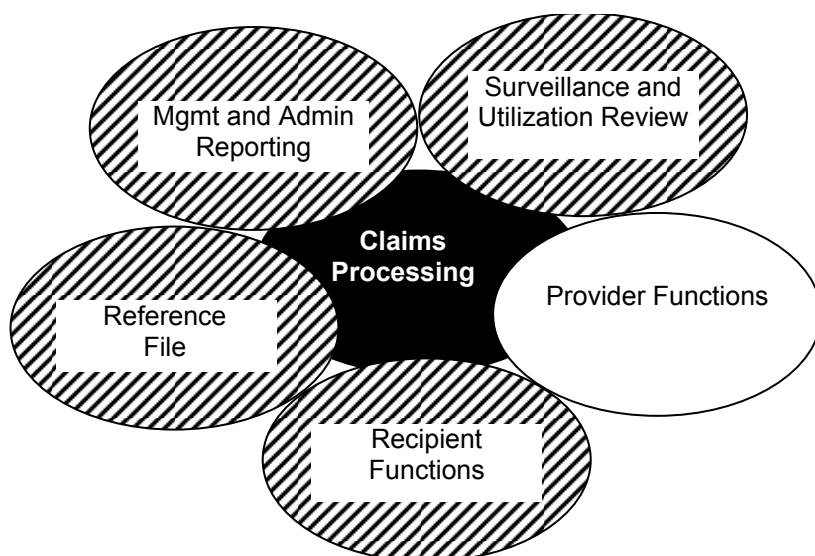 Mgmt and Admin
Reporting
Surveillance and
Utilization Review
Claims
Processing
Provider Functions
Reference
File
Recipient
Functions